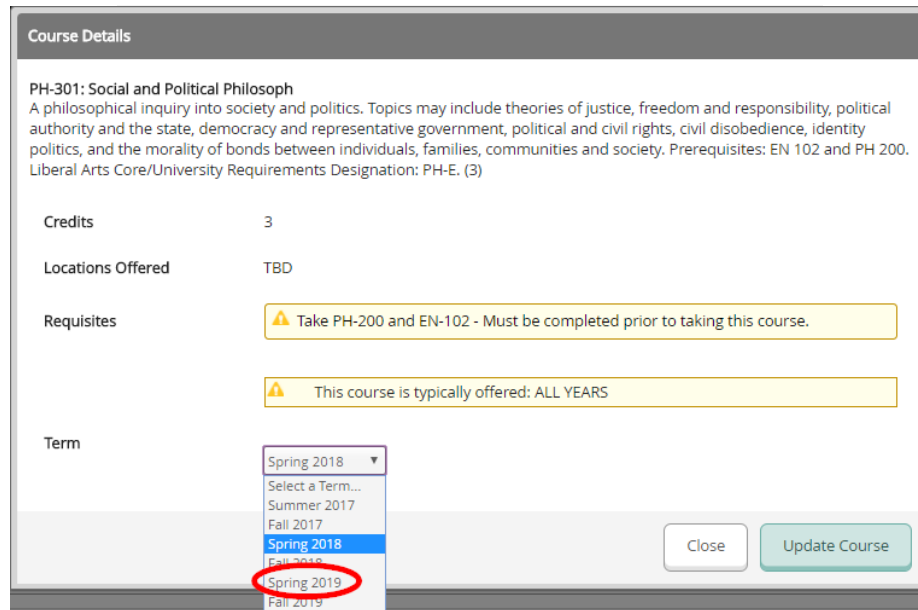 Course Details
PH-301: Social and Political Philosoph
A philosophical inquiry into society and politics. Topics may include theories of justice, freedom and responsibility, political
authority and the state, democracy and representative government, political and civil rights, civil disobedience, identity
politics, and the morality of bonds between individuals, families, communities and society. Prerequisites: EN 102 and PH 200.
Liberal Arts Core/University Requirements Designation: PH-E. (3)
Credits 3
Locations Offered TBD
Requisites Take PH-200 and EN-102 - Must be completed prior to taking this course.
This course is typically offered: ALL YEARS
Term
Spring 2018
Select a Term...
Summer 2017
Fall 2017
Spring 2018
Fall 2018
Spring 2019
Fall 2019
Close Update Course